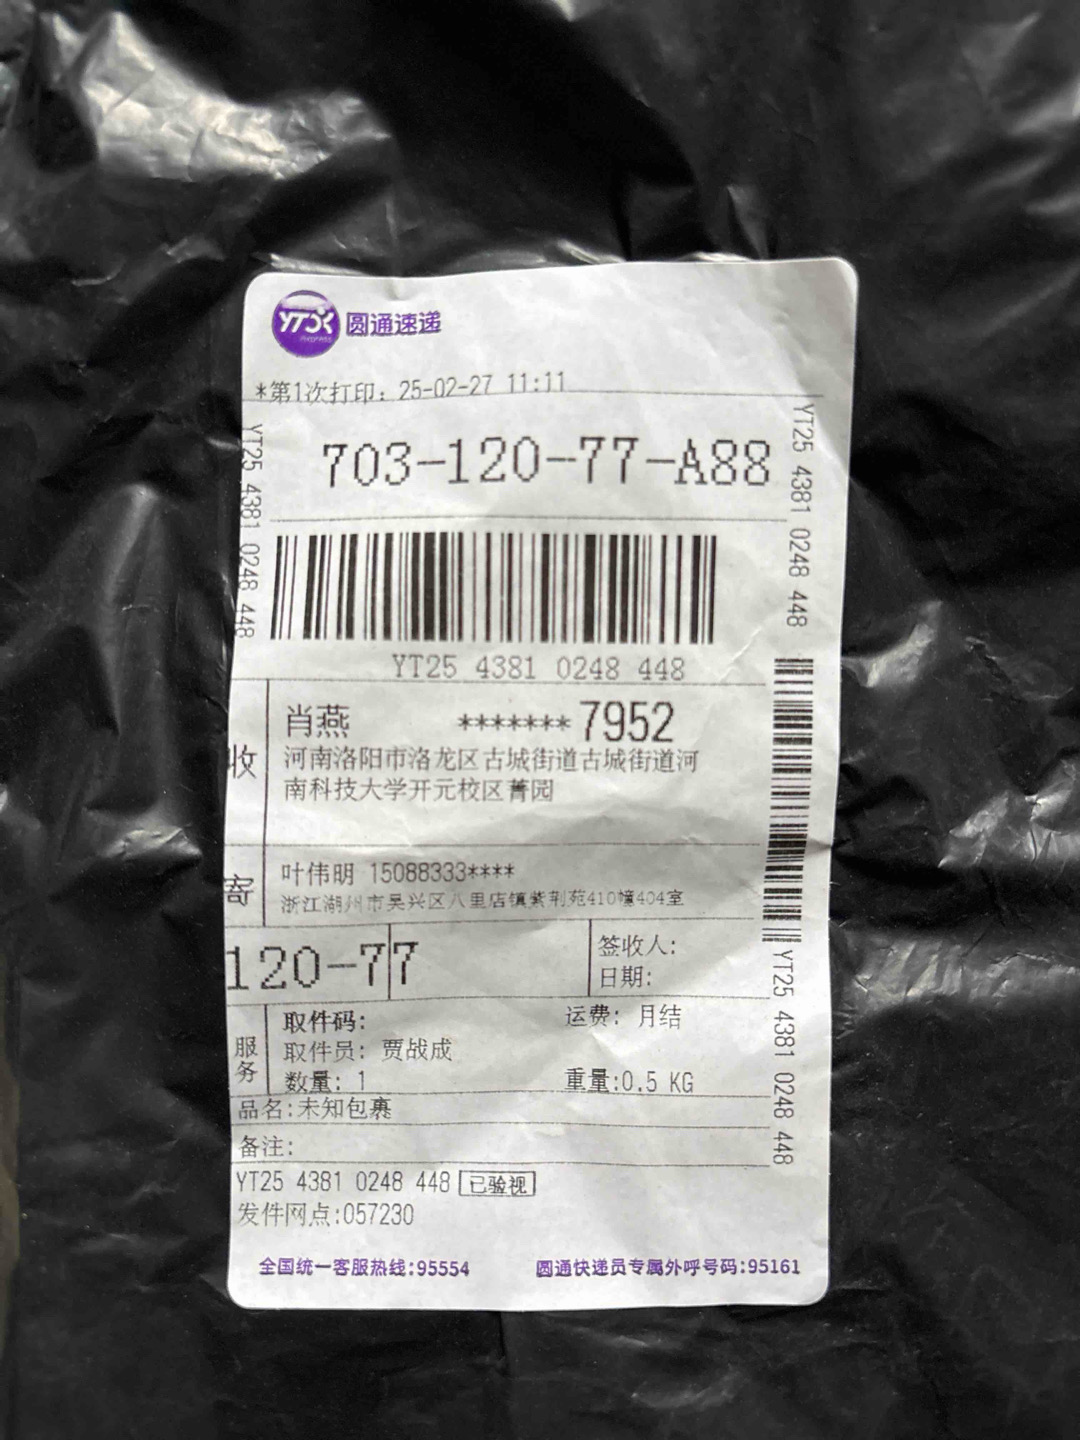 YTO express 圆通速递
*第1次打印: 25-02-27 11:11
703-120-77-A88
YT25 4381 0248 448
YT25 4381 0248 448
YT25 4381 0248 448
收
肖燕 *******7952
河南洛阳市洛龙区古城街道古城街道河
南科技大学开元校区菁园
寄
叶伟明 15088333****
浙江湖州市吴兴区八里店镇紫荆苑410幢404室
120-77
签收人:
日期:
服务
取件码: 运费: 月结
取件员: 贾战成
数量: 1 重量:0.5 KG
品名:未知包裹
备注:
YT25 4381 0248 448
YT25 4381 0248 448 已验视
发件网点:057230
全国统一客服热线:95554 圆通快递员专属外呼号码:95161